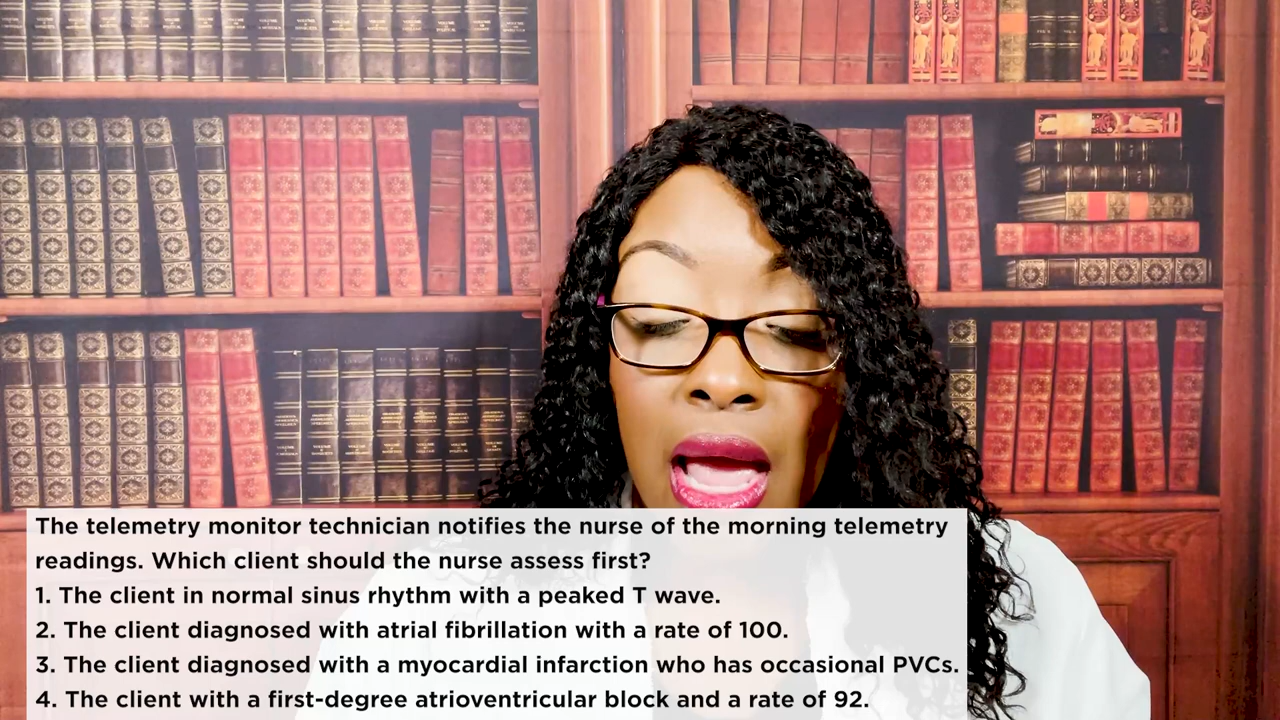 The telemetry monitor technician notifies the nurse of the morning telemetry
readings. Which client should the nurse assess first?
1. The client in normal sinus rhythm with a peaked T wave.
2. The client diagnosed with atrial fibrillation with a rate of 100.
3. The client diagnosed with a myocardial infarction who has occasional PVCs.
4. The client with a first-degree atrioventricular block and a rate of 92.